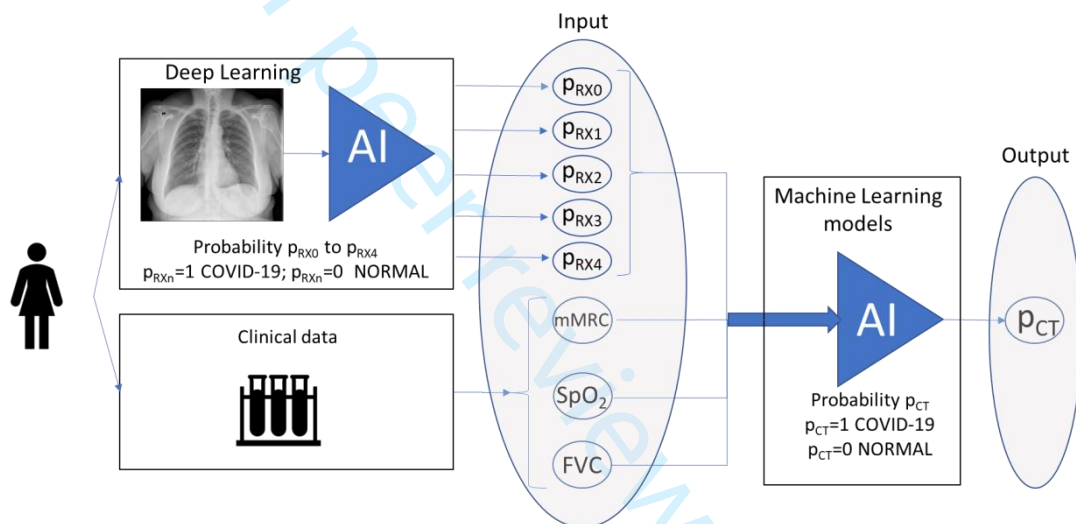 Input
Deep Learning
AI
Probability pRX0 to pRX4
pRXn=1 COVID-19; pRXn=0 NORMAL
pRX0
pRX1
pRX2
pRX3
pRX4
Clinical data
mMRC
SpO2
FVC
Machine Learning
models
AI
Probability pCT
pCT=1 COVID-19
pCT=0 NORMAL
Output
pCT
peer review